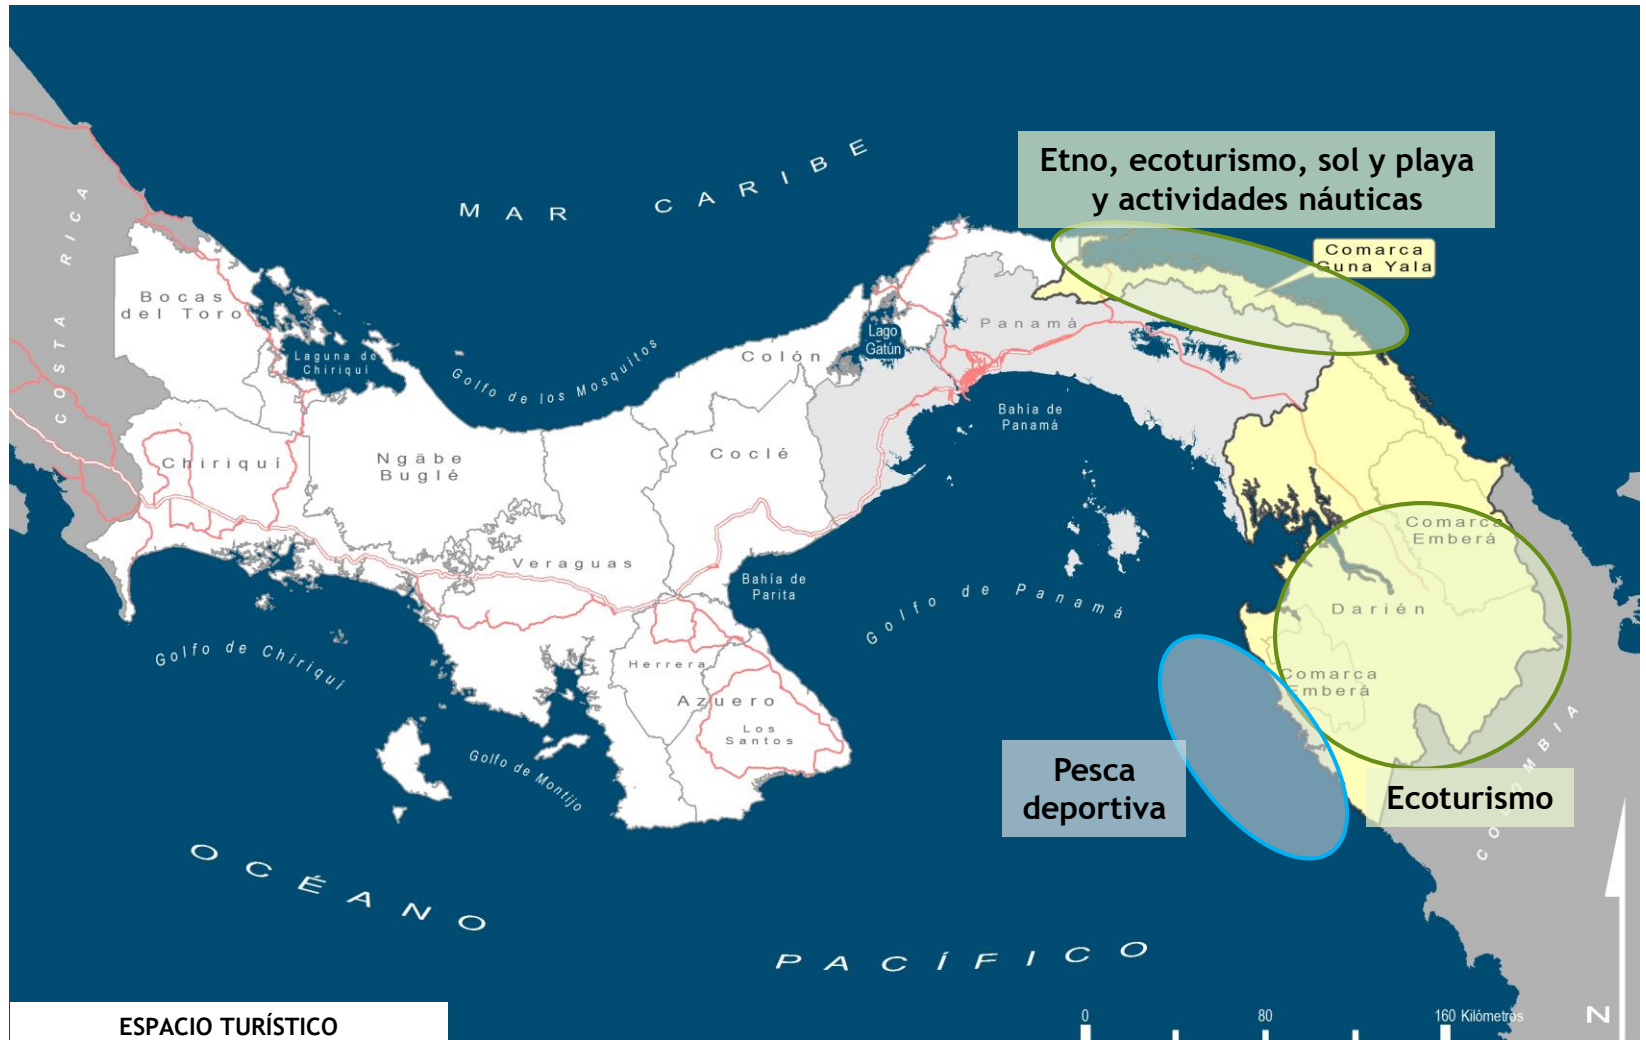 Etno, ecoturismo, sol y playa
y actividades náuticas
MAR CARIBE
COSTA RICA
Comarca
Guna Yala
Bocas
del Toro
Laguna de
Chiriquí
Golfo de los Mosquitos
Colón
Lago
Gatún
Panamá
Bahía de
Panamá
Chiriquí
Ngäbe
Buglé
Coclé
Veraguas
Bahía de
Parita
Golfo de Panamá
Comarca
Emberá
Darién
Golfo de Chiriquí
Herrera
Azuero
Los
Santos
Comarca
Emberá
Golfo de Montijo
Pesca
deportiva
Ecoturismo
COLOMBIA
OCÉANO
PACÍFICO
0 80 160 Kilómetros
N
ESPACIO TURÍSTICO